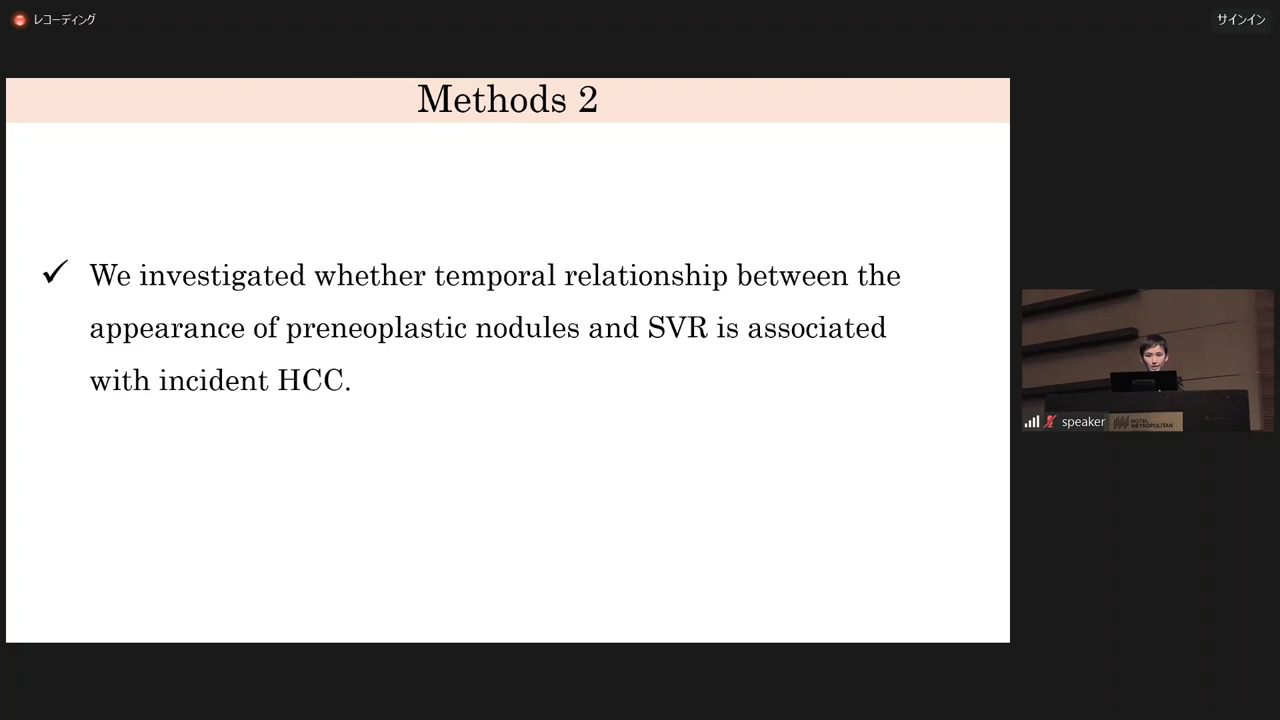 レコーディング
サインイン
Methods 2
✓ We investigated whether temporal relationship between the
appearance of preneoplastic nodules and SVR is associated
with incident HCC.
speaker
HOTEL
METROPOLITAN